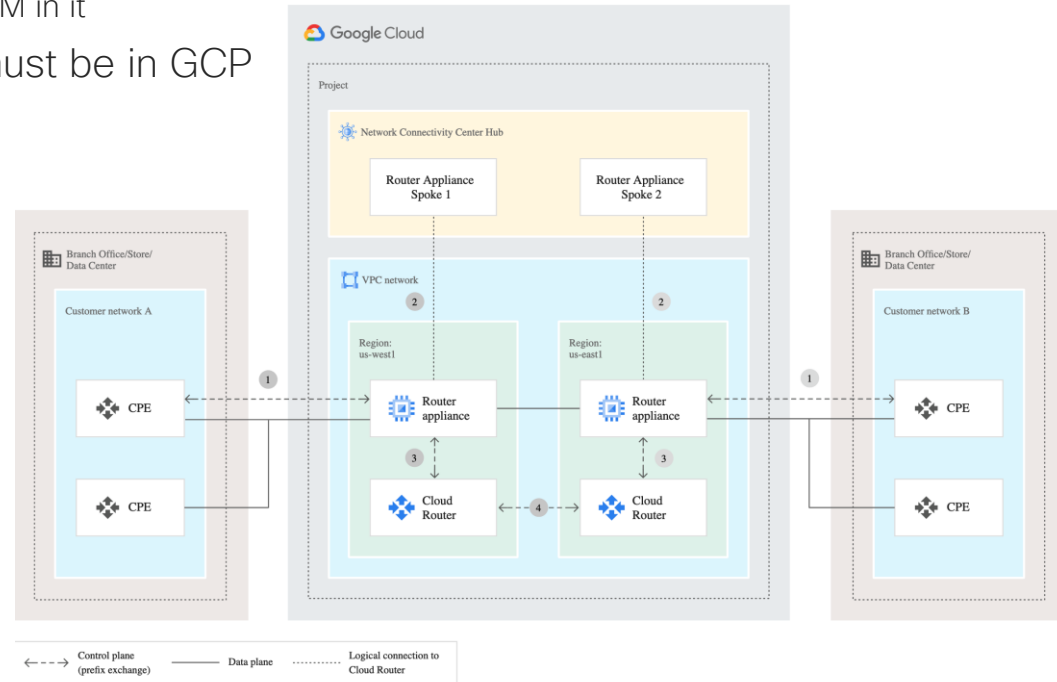 M in it
must be in GCP
Google Cloud
Project
Network Connectivity Center Hub
Router Appliance
Spoke 1
Router Appliance
Spoke 2
Branch Office/Store/
Data Center
Customer network A
CPE
CPE
VPC network
2
2
Region:
us-west1
Region:
us-east1
1
1
Router
appliance
Router
appliance
3
3
Cloud
Router
4
Cloud
Router
Branch Office/Store/
Data Center
Customer network B
CPE
CPE
Control plane
(prefix exchange)
Data plane
Logical connection to
Cloud Router